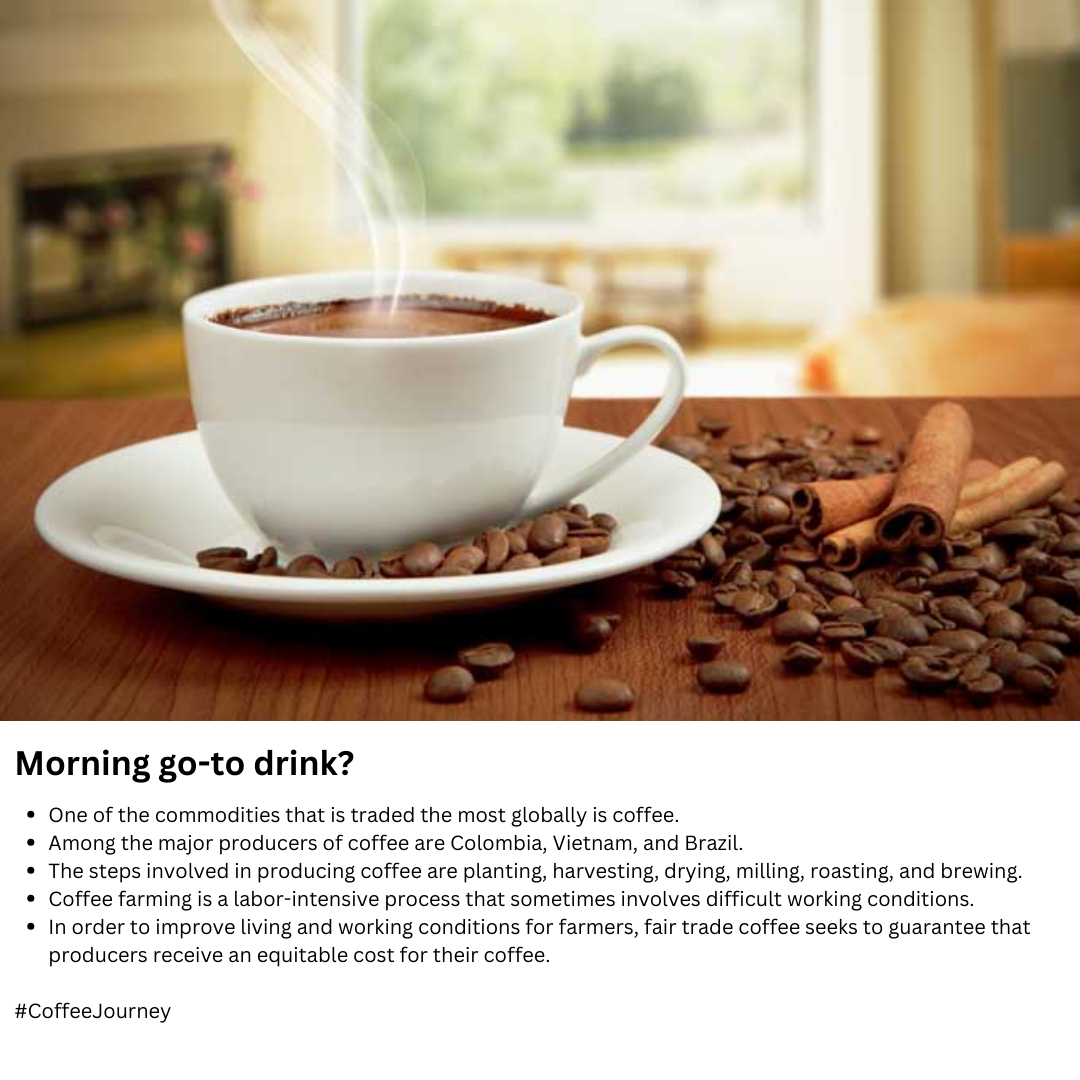 Morning go-to drink?
• One of the commodities that is traded the most globally is coffee.
• Among the major producers of coffee are Colombia, Vietnam, and Brazil.
• The steps involved in producing coffee are planting, harvesting, drying, milling, roasting, and brewing.
• Coffee farming is a labor-intensive process that sometimes involves difficult working conditions.
• In order to improve living and working conditions for farmers, fair trade coffee seeks to guarantee that
producers receive an equitable cost for their coffee.
#CoffeeJourney